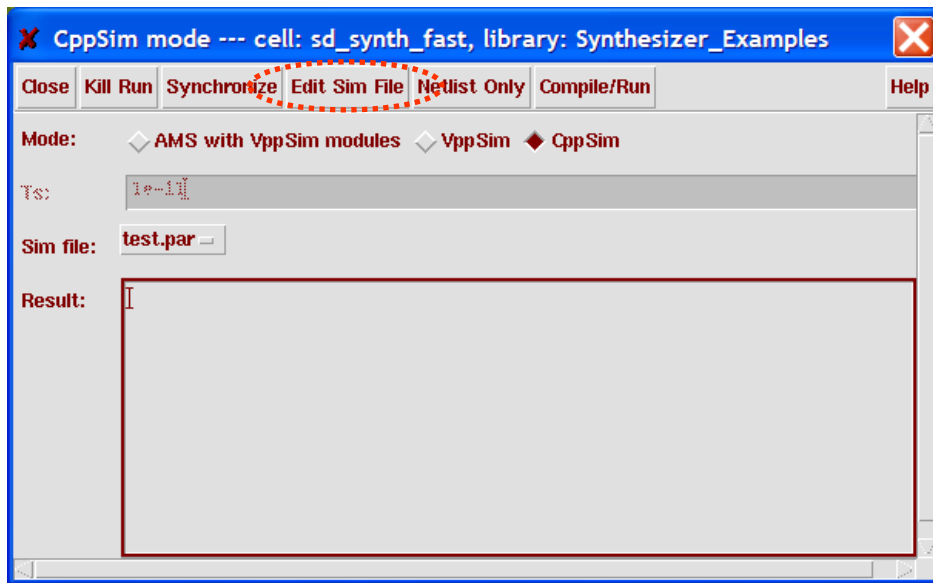 CppSim mode --- cell: sd_synth_fast, library: Synthesizer_Examples
Close Kill Run Synchronize Edit Sim File Netlist Only Compile/Run Help
Mode: AMS with VppSim modules VppSim CppSim
Ts: 1e-11
Sim file: test.par
Result: